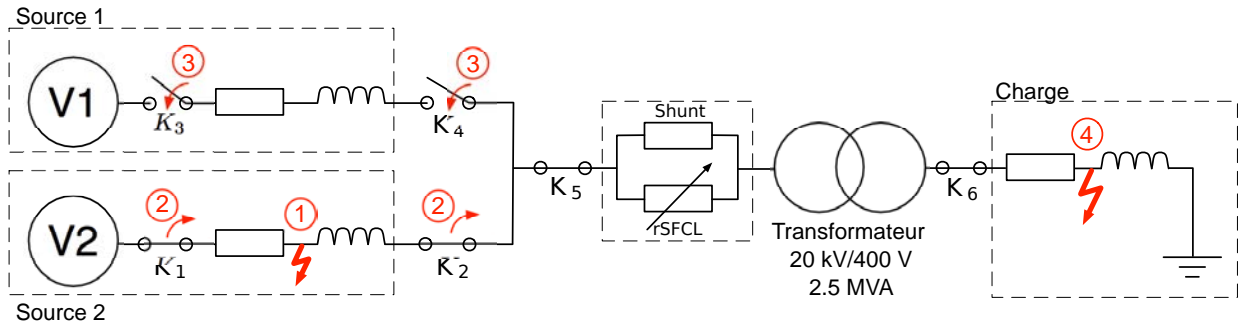 Source 1
3
3
V1
K3
K4
Shunt
Charge
4
K5
K6
rSFCL
2
1
2
V2
K1
K2
Transformateur
20 kV/400 V
2.5 MVA
Source 2